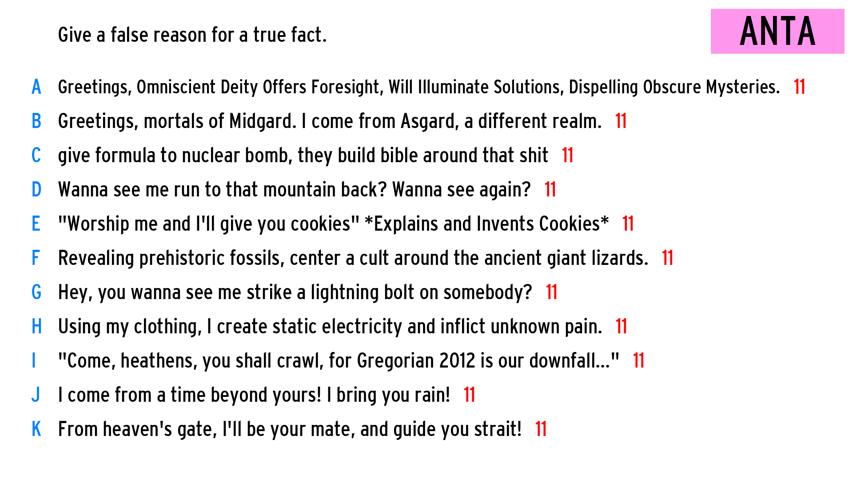 Give a false reason for a true fact.
ANTA
A Greetings, Omniscient Deity Offers Foresight, Will Illuminate Solutions, Dispelling Obscure Mysteries. 11
B Greetings, mortals of Midgard. I come from Asgard, a different realm. 11
C give formula to nuclear bomb, they build bible around that shit 11
D Wanna see me run to that mountain back? Wanna see again? 11
E "Worship me and I'll give you cookies" *Explains and Invents Cookies* 11
F Revealing prehistoric fossils, center a cult around the ancient giant lizards. 11
G Hey, you wanna see me strike a lightning bolt on somebody? 11
H Using my clothing, I create static electricity and inflict unknown pain. 11
I "Come, heathens, you shall crawl, for Gregorian 2012 is our downfall..." 11
J I come from a time beyond yours! I bring you rain! 11
K From heaven's gate, I'll be your mate, and guide you strait! 11